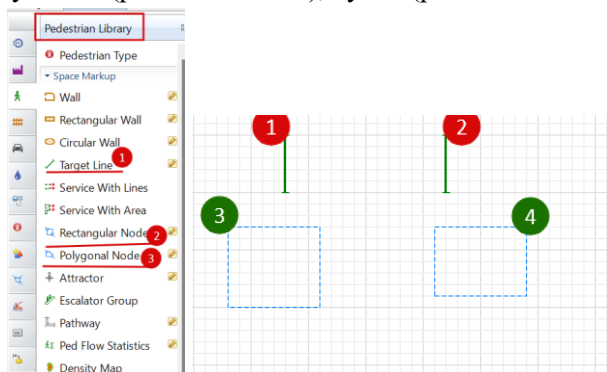 Pedestrian Library
Pedestrian Type
Space Markup
Wall
Rectangular Wall
Circular Wall
Target Line 1
Service With Lines
Service With Area
Rectangular Node 2
Polygonal Node 3
Attractor
Escalator Group
Pathway
Ped Flow Statistics
Density Map
1 2
3 4